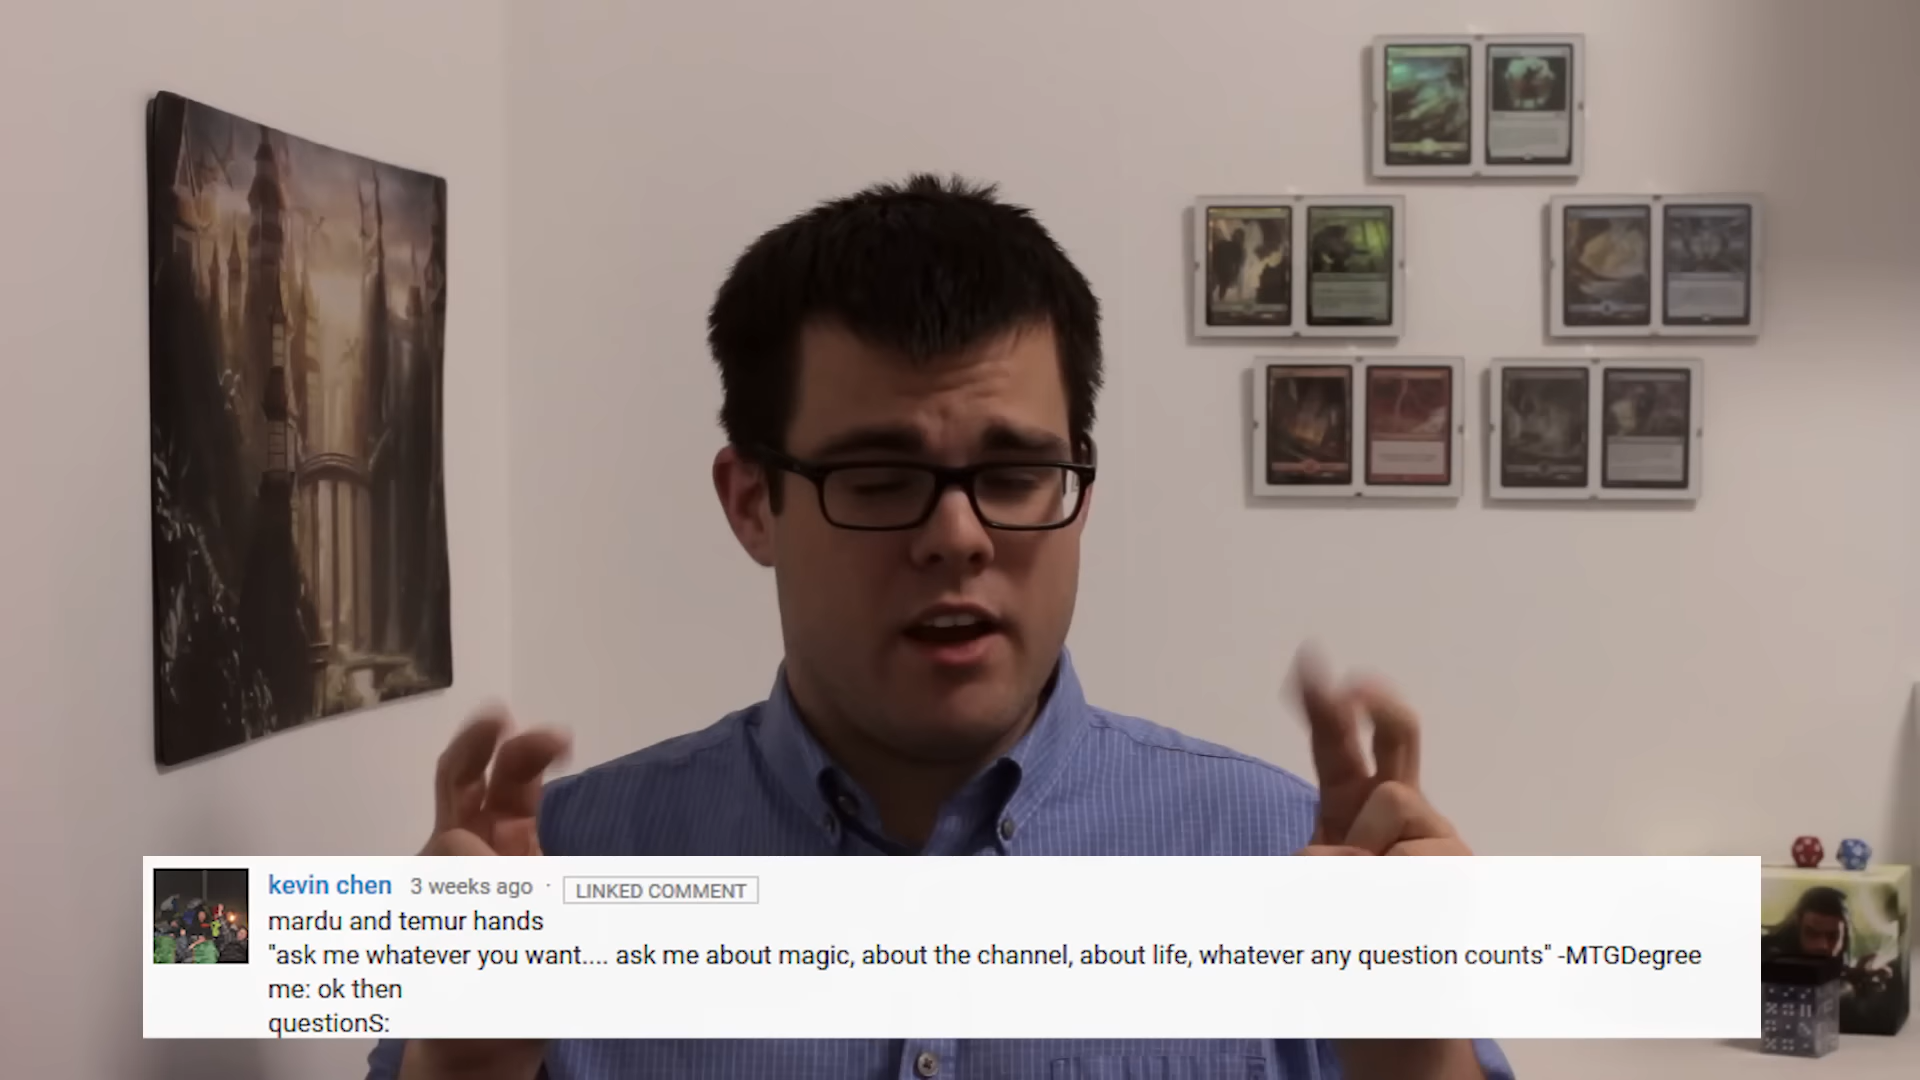 kevin chen 3 weeks ago · LINKED COMMENT
mardu and temur hands
"ask me whatever you want.... ask me about magic, about the channel, about life, whatever any question counts" -MTGDegree
me: ok then
questionS: